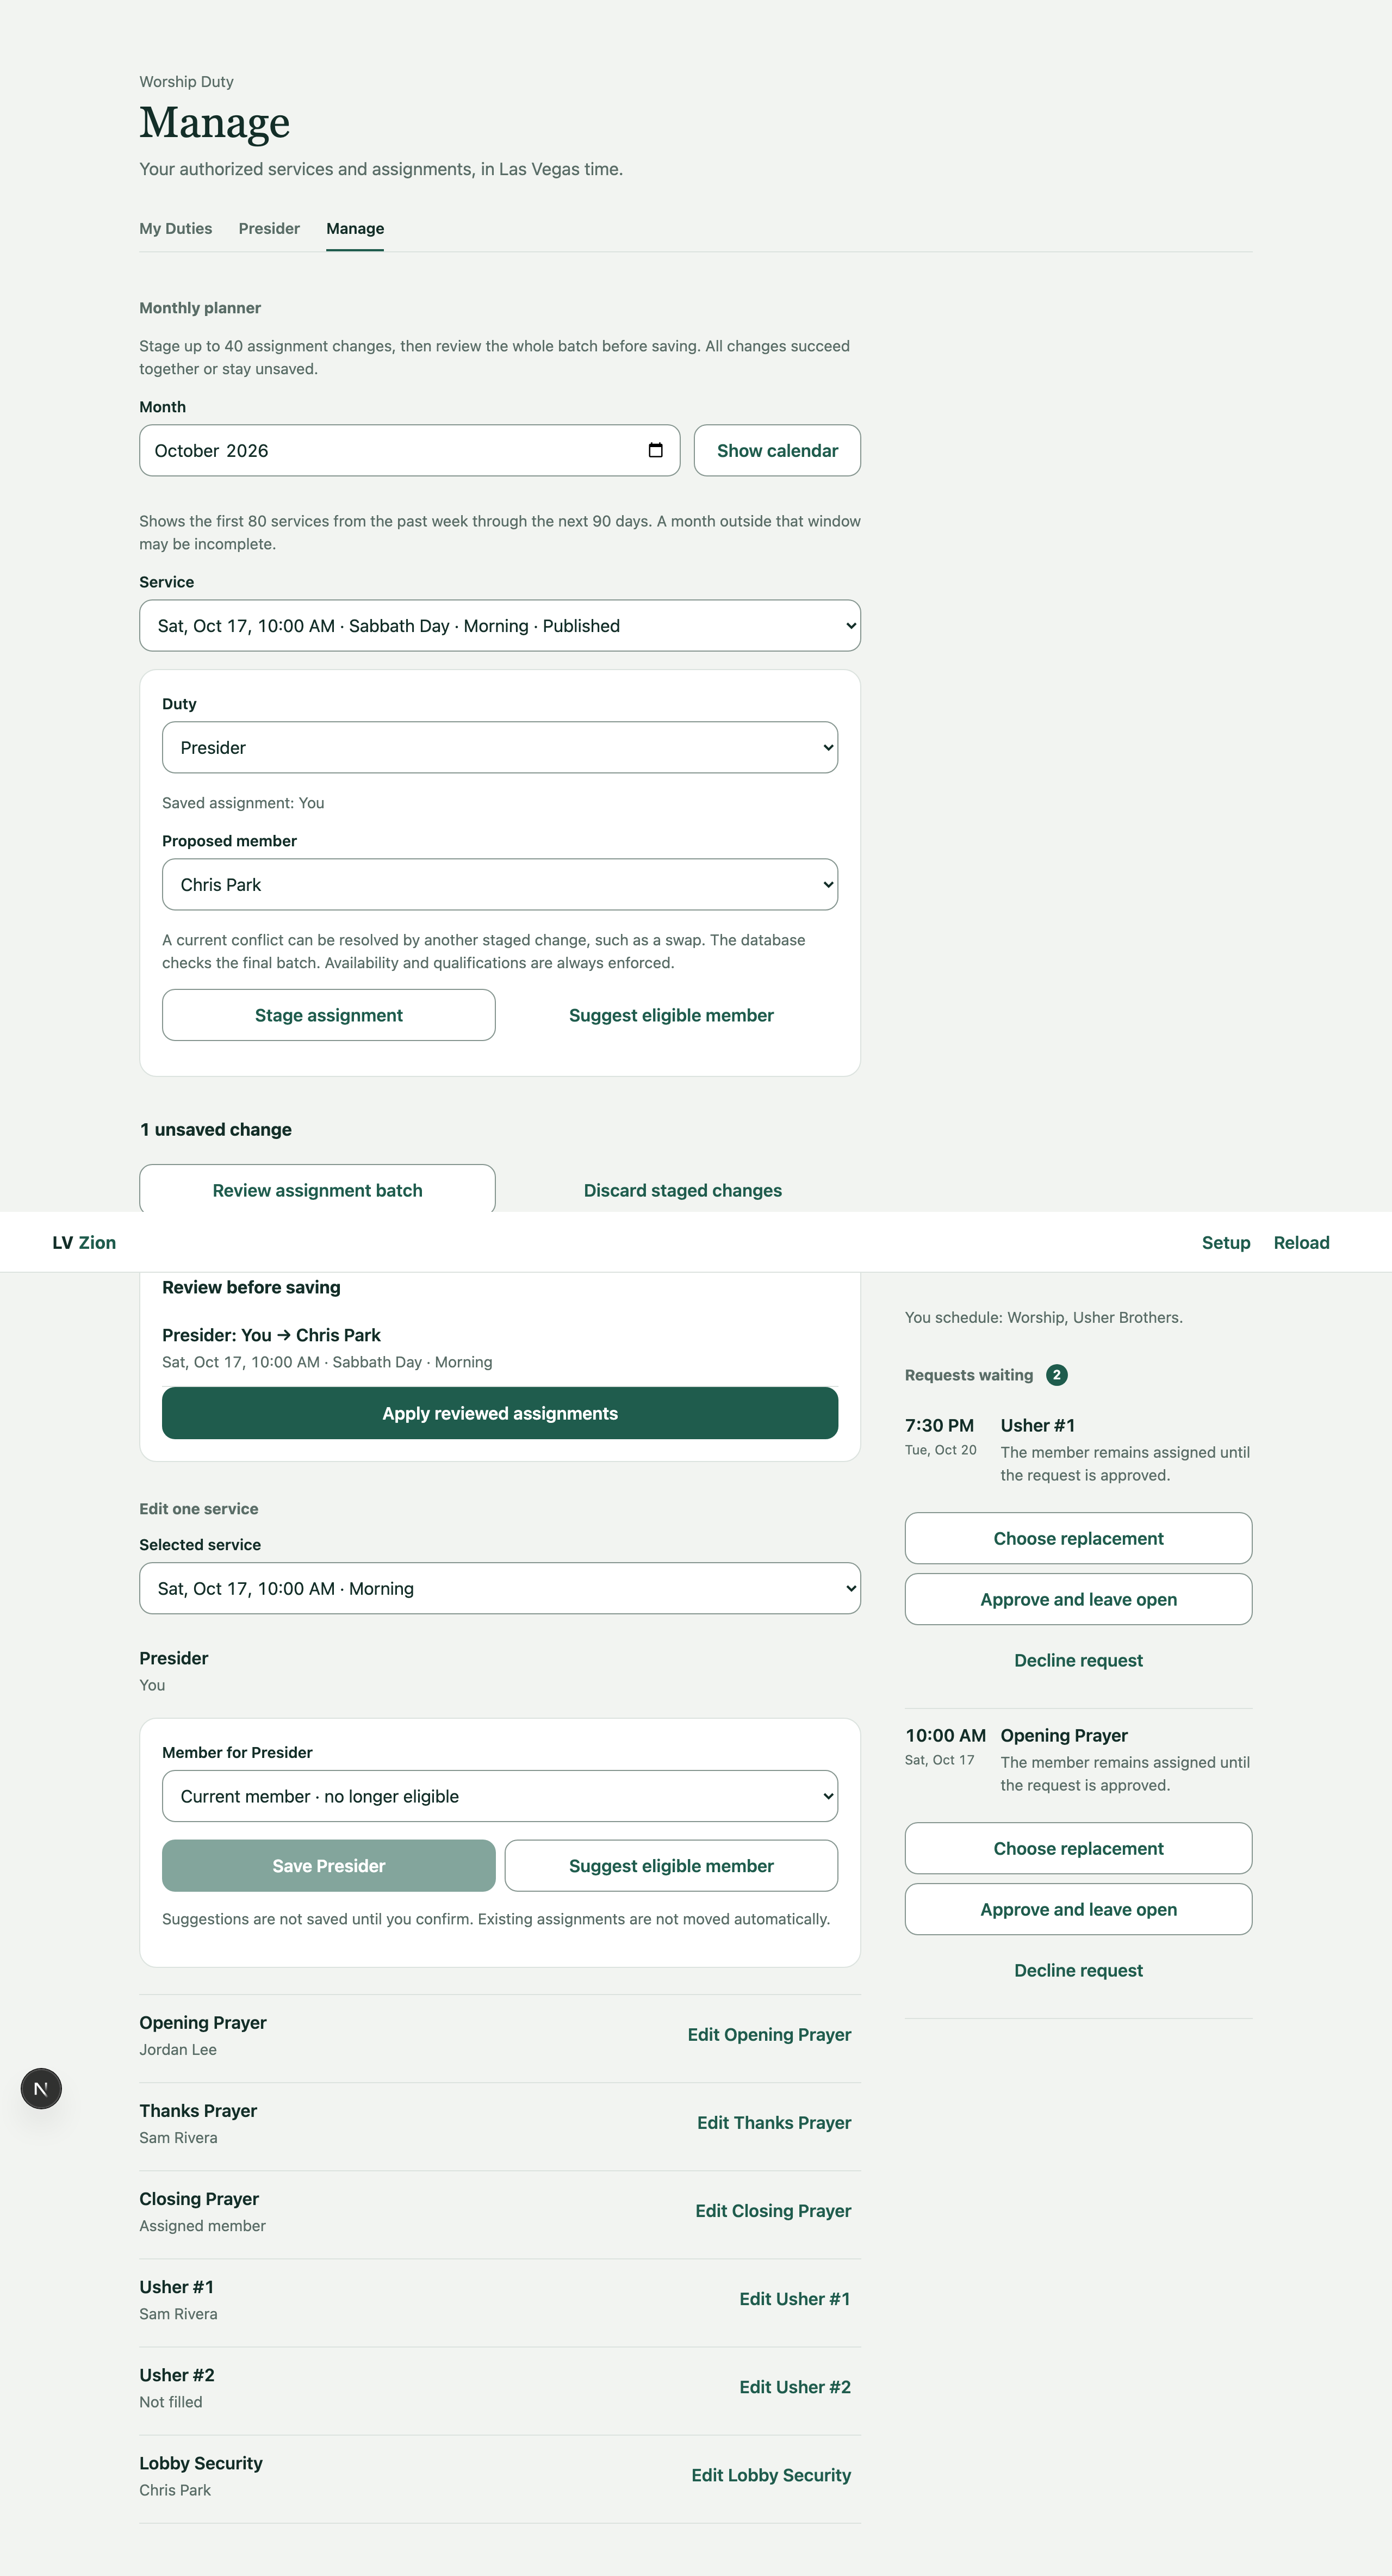 Worship Duty
Manage
Your authorized services and assignments, in Las Vegas time.
My Duties Presider Manage
Monthly planner
Stage up to 40 assignment changes, then review the whole batch before saving. All changes succeed
together or stay unsaved.
Month
October 2026
Show calendar
Shows the first 80 services from the past week through the next 90 days. A month outside that window
may be incomplete.
Service
Sat, Oct 17, 10:00 AM · Sabbath Day · Morning · Published
Duty
Presider
Saved assignment: You
Proposed member
Chris Park
A current conflict can be resolved by another staged change, such as a swap. The database
checks the final batch. Availability and qualifications are always enforced.
Stage assignment
Suggest eligible member
1 unsaved change
Review assignment batch
Discard staged changes
LV Zion
Setup Reload
Review before saving
Presider: You → Chris Park
Sat, Oct 17, 10:00 AM · Sabbath Day · Morning
Apply reviewed assignments
Edit one service
Selected service
Sat, Oct 17, 10:00 AM · Morning
Presider
You
Member for Presider
Current member · no longer eligible
Save Presider
Suggest eligible member
Suggestions are not saved until you confirm. Existing assignments are not moved automatically.
Opening Prayer
Jordan Lee
Edit Opening Prayer
Thanks Prayer
Sam Rivera
Edit Thanks Prayer
Closing Prayer
Assigned member
Edit Closing Prayer
Usher #1
Sam Rivera
Edit Usher #1
Usher #2
Not filled
Edit Usher #2
Lobby Security
Chris Park
Edit Lobby Security
You schedule: Worship, Usher Brothers.
Requests waiting 2
7:30 PM
Tue, Oct 20
Usher #1
The member remains assigned until
the request is approved.
Choose replacement
Approve and leave open
Decline request
10:00 AM
Sat, Oct 17
Opening Prayer
The member remains assigned until
the request is approved.
Choose replacement
Approve and leave open
Decline request
N